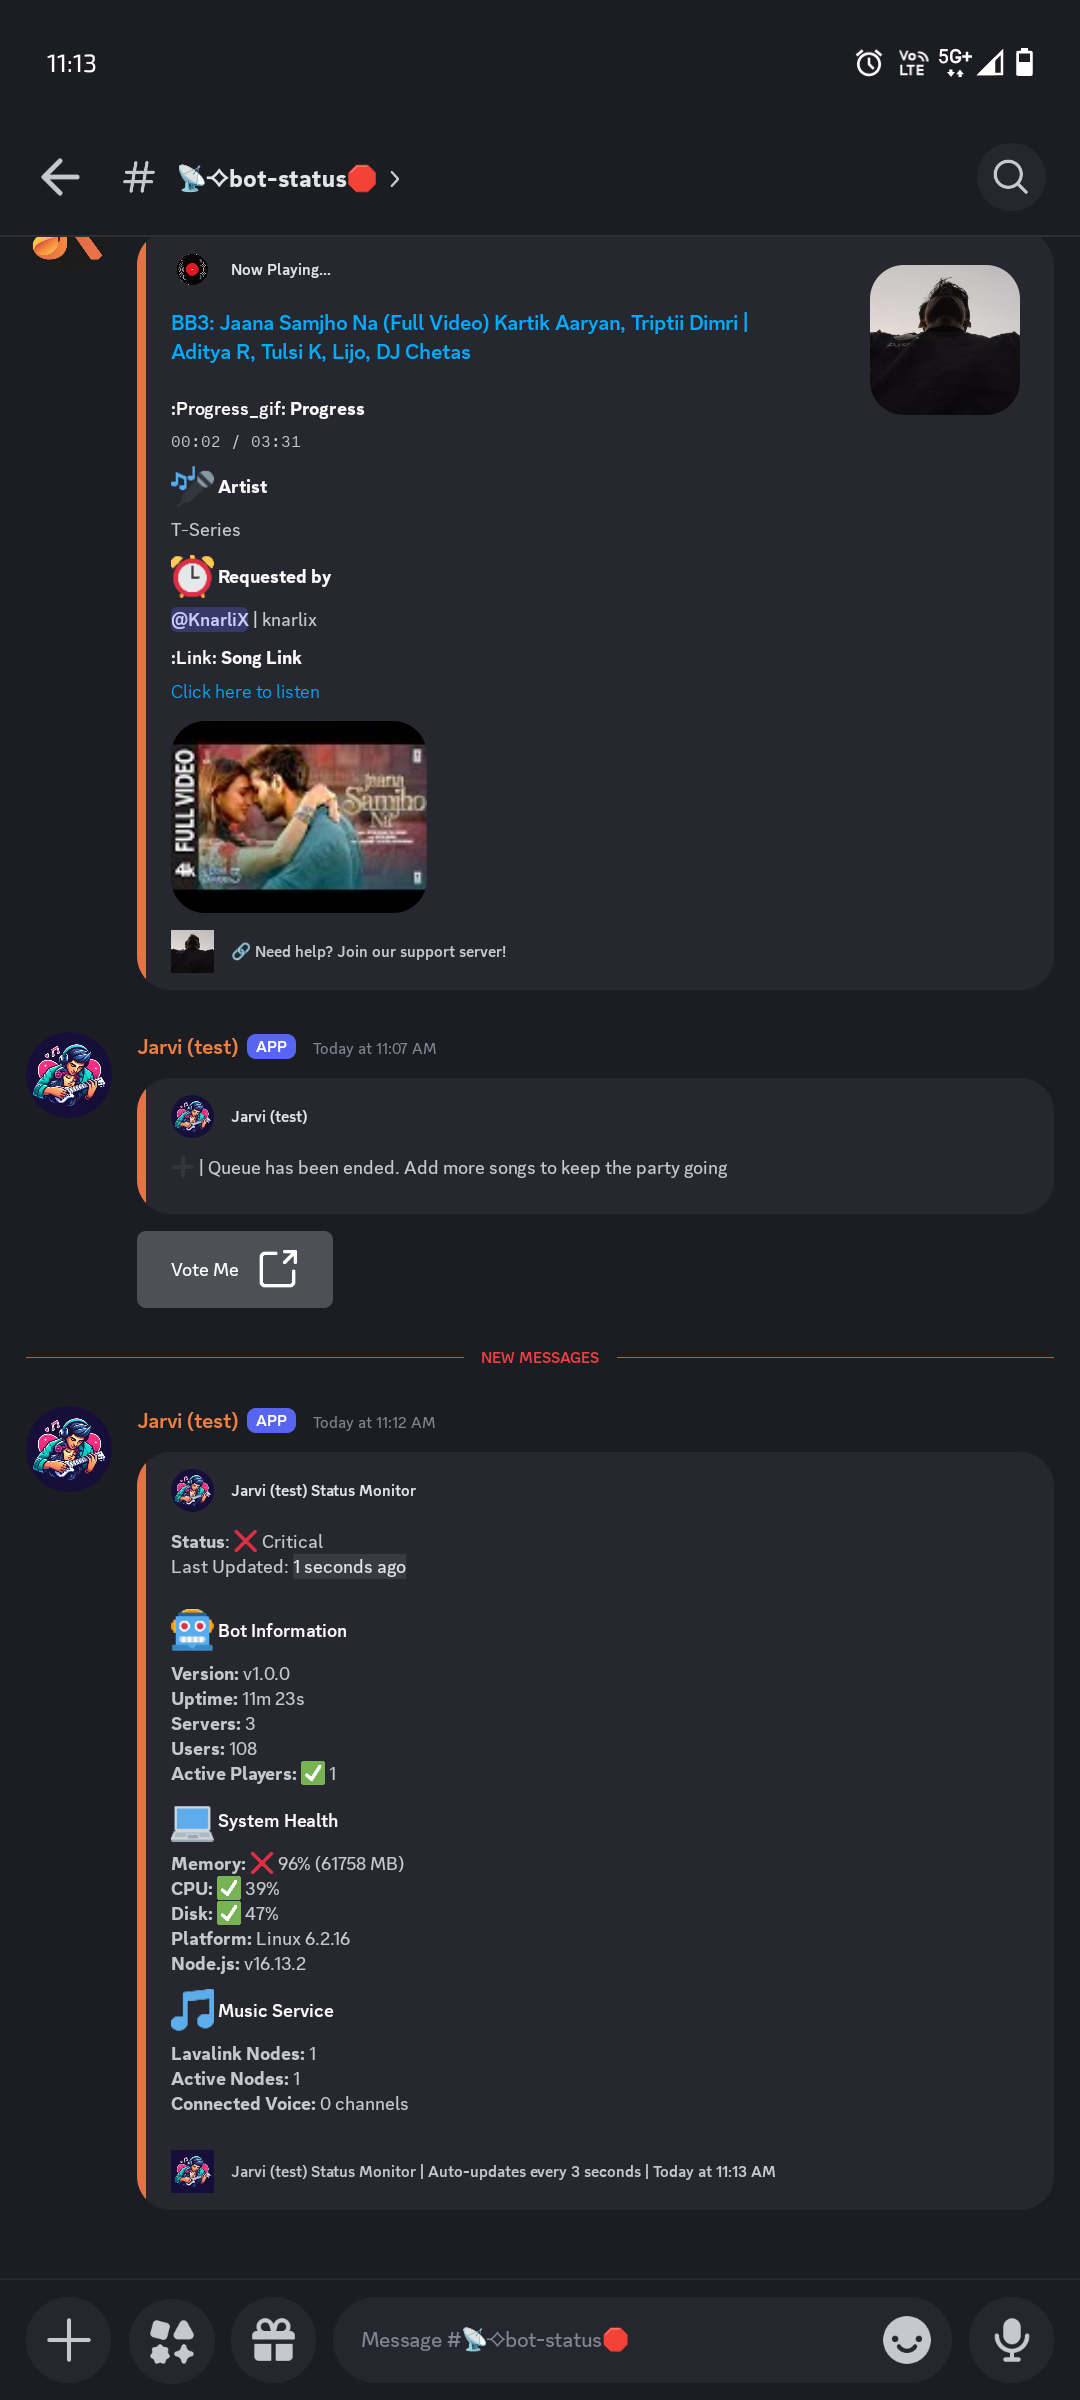 11:13
Vo LTE 5G+
# 📡✧bot-status🛑 >
Now Playing...
BB3: Jaana Samjho Na (Full Video) Kartik Aaryan, Triptii Dimri |
Aditya R, Tulsi K, Lijo, DJ Chetas
:Progress_gif: Progress
00:02 / 03:31
Artist
T-Series
Requested by
@KnarliX | knarlix
:Link: Song Link
Click here to listen
4k FULL VIDEO
Jaana
Samjho
Na
🔗 Need help? Join our support server!
Jarvi (test) APP Today at 11:07 AM
Jarvi (test)
➕ | Queue has been ended. Add more songs to keep the party going
Vote Me
NEW MESSAGES
Jarvi (test) APP Today at 11:12 AM
Jarvi (test) Status Monitor
Status: ❌ Critical
Last Updated: 1 seconds ago
🤖 Bot Information
Version: v1.0.0
Uptime: 11m 23s
Servers: 3
Users: 108
Active Players: ✅ 1
💻 System Health
Memory: ❌ 96% (61758 MB)
CPU: ✅ 39%
Disk: ✅ 47%
Platform: Linux 6.2.16
Node.js: v16.13.2
🎵 Music Service
Lavalink Nodes: 1
Active Nodes: 1
Connected Voice: 0 channels
Jarvi (test) Status Monitor | Auto-updates every 3 seconds | Today at 11:13 AM
Message #📡✧bot-status🛑